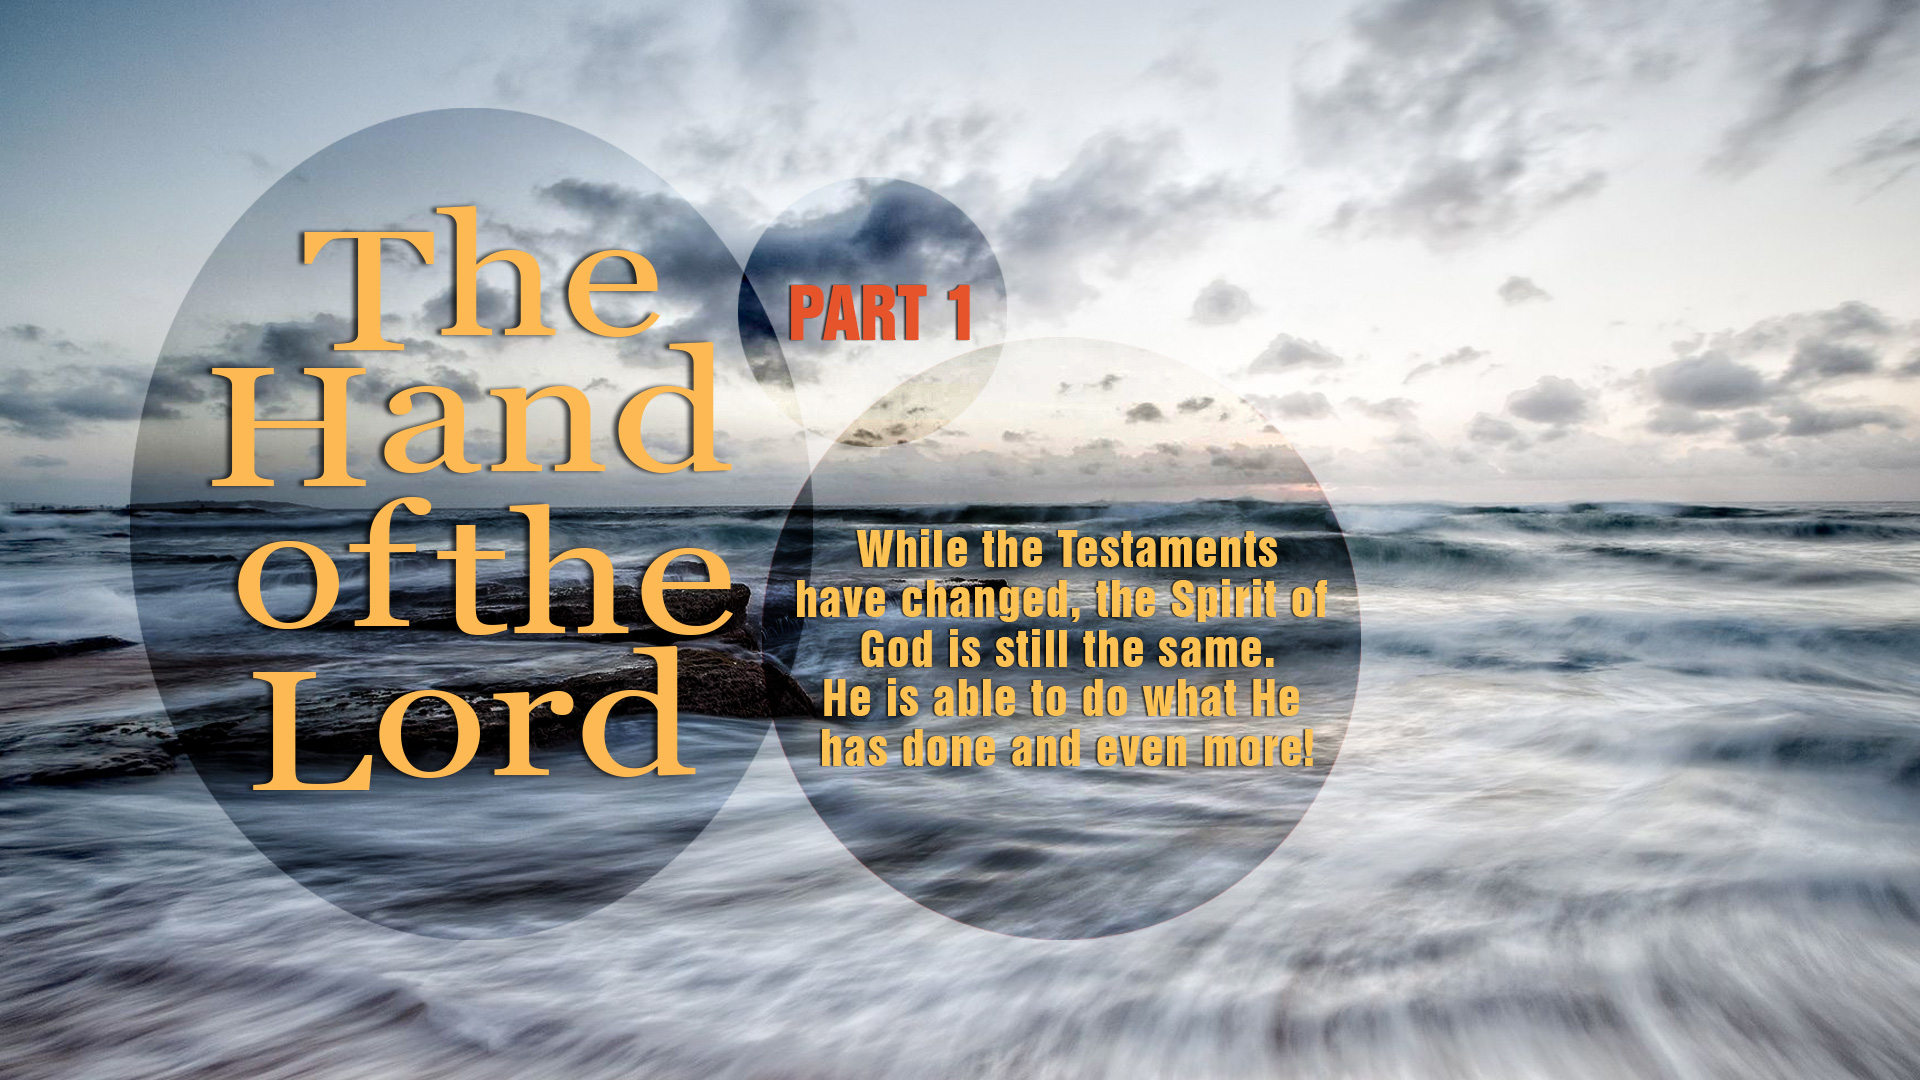 The
Hand
of the
Lord
PART 1
While the Testaments
have changed, the Spirit of
God is still the same.
He is able to do what He
has done and even more!